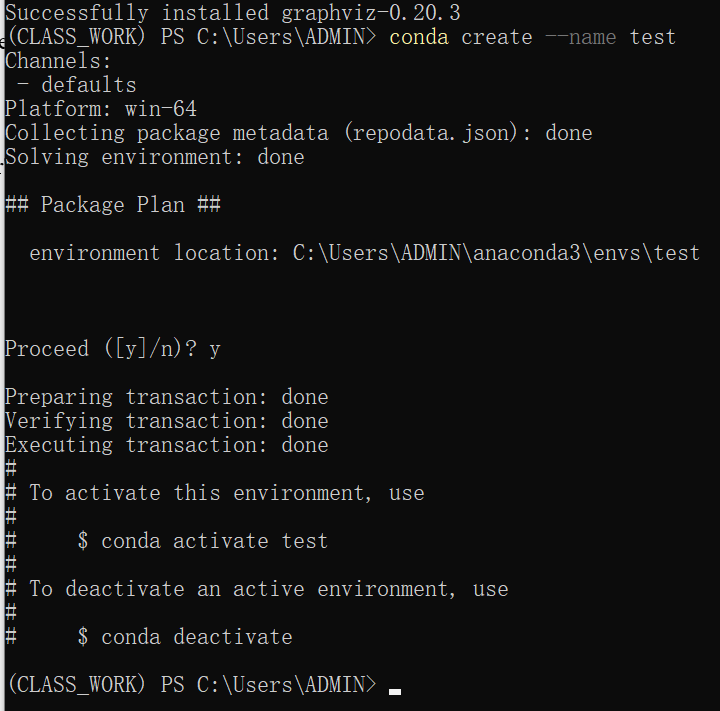 Successfully installed graphviz-0.20.3
(CLASS_WORK) PS C:\Users\ADMIN> conda create --name test
Channels:
 - defaults
Platform: win-64
Collecting package metadata (repodata.json): done
Solving environment: done

## Package Plan ##

  environment location: C:\Users\ADMIN\anaconda3\envs\test

Proceed ([y]/n)? y

Preparing transaction: done
Verifying transaction: done
Executing transaction: done
#
# To activate this environment, use
#
#     $ conda activate test
#
# To deactivate an active environment, use
#
#     $ conda deactivate

(CLASS_WORK) PS C:\Users\ADMIN>